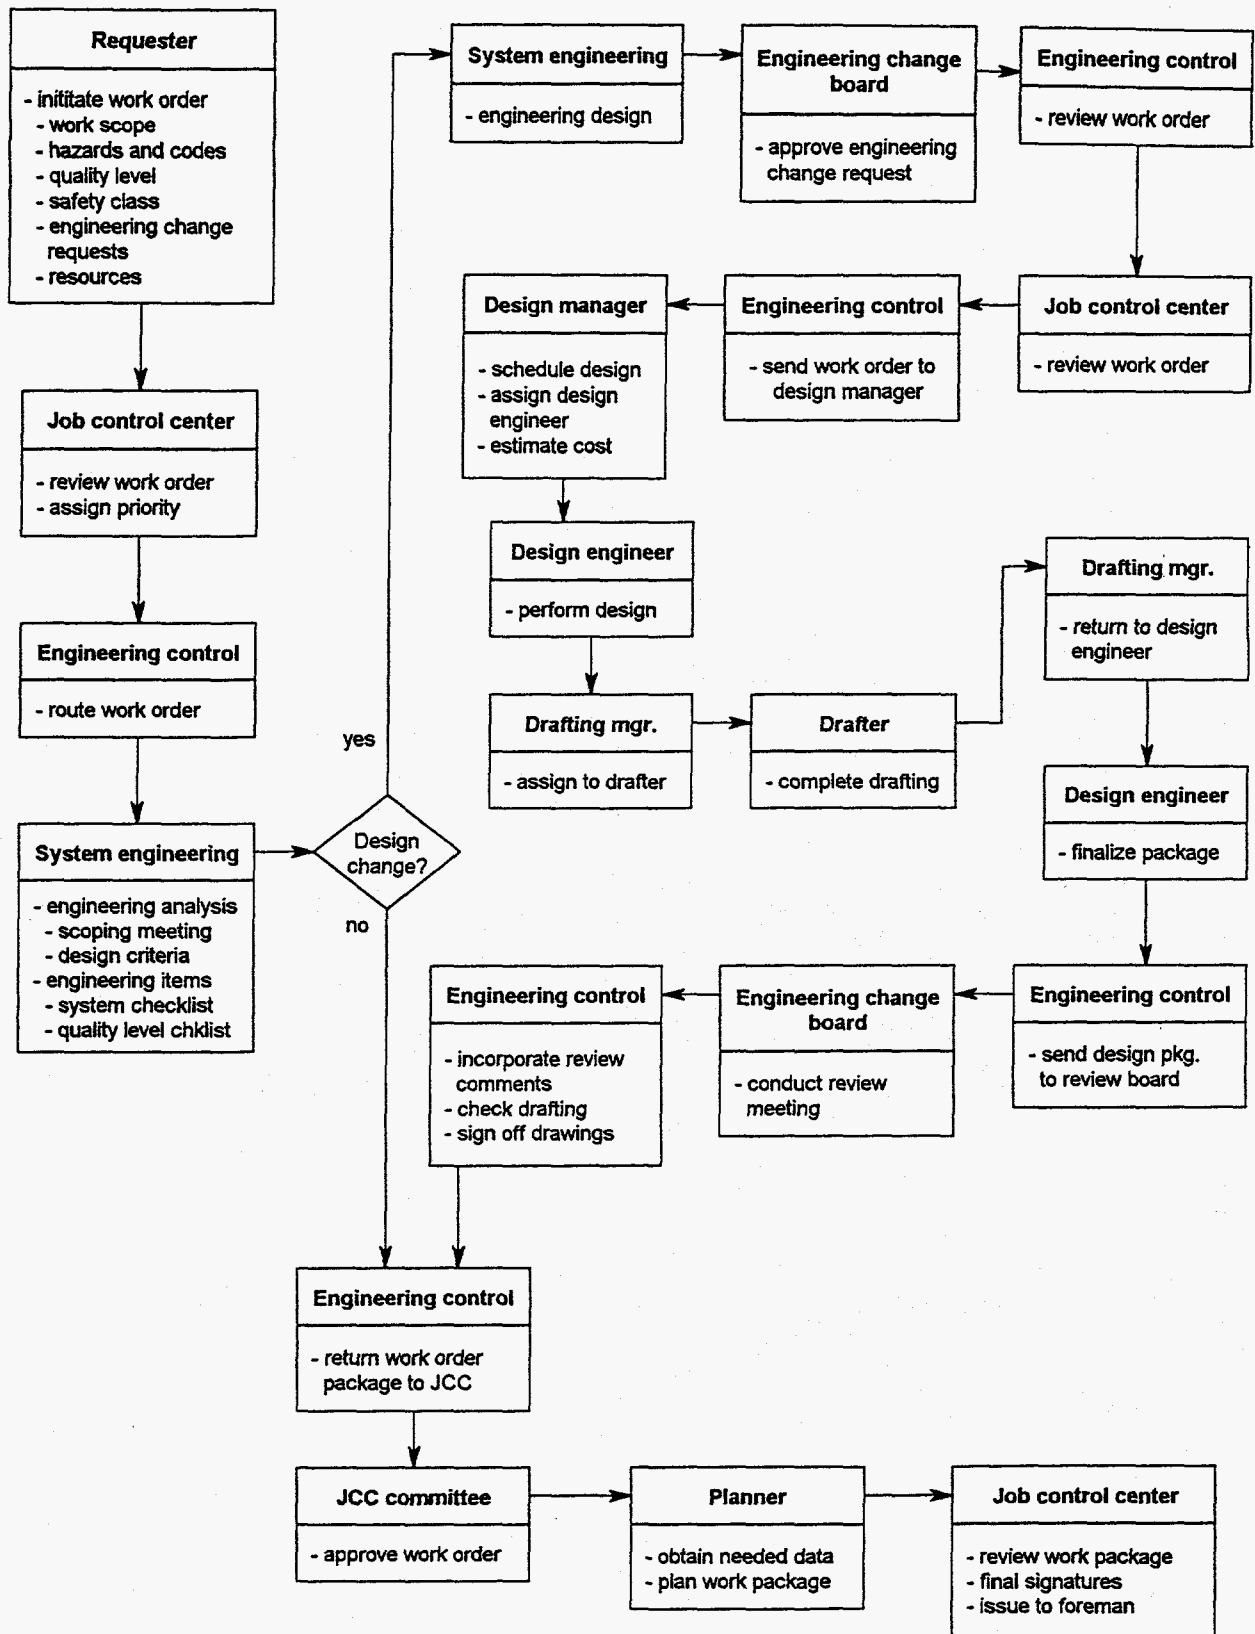 Requester
- inititate work order
- work scope
- hazards and codes
- quality level
- safety class
- engineering change
requests
- resources
Job control center
- review work order
- assign priority
Engineering control
- route work order
System engineering
- engineering analysis
- scoping meeting
- design criteria
- engineering items
- system checklist
- quality level chklist
Design
change?
yes
no
System engineering
- engineering design
Engineering change
board
- approve engineering
change request
Engineering control
- review work order
Job control center
- review work order
Engineering control
- send work order to
design manager
Design manager
- schedule design
- assign design
engineer
- estimate cost
Design engineer
- perform design
Drafting mgr.
- assign to drafter
Drafter
- complete drafting
Drafting mgr.
- return to design
engineer
Design engineer
- finalize package
Engineering control
- send design pkg.
to review board
Engineering change
board
- conduct review
meeting
Engineering control
- incorporate review
comments
- check drafting
- sign off drawings
Engineering control
- return work order
package to JCC
JCC committee
- approve work order
Planner
- obtain needed data
- plan work package
Job control center
- review work package
- final signatures
- issue to foreman